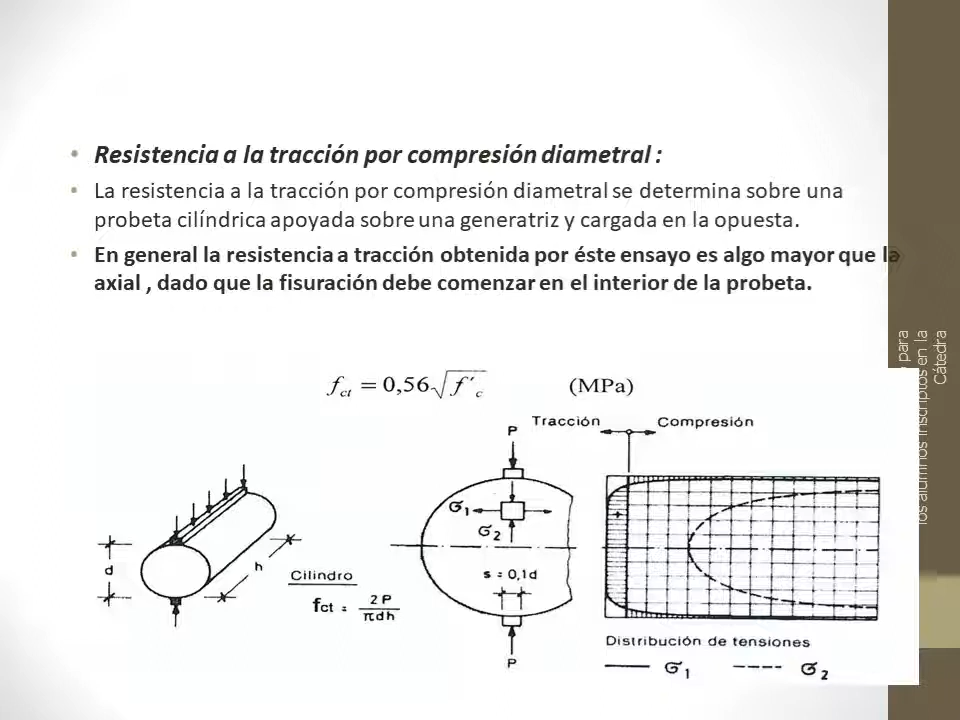 Resistencia a la tracción por compresión diametral :
La resistencia a la tracción por compresión diametral se determina sobre una
probeta cilíndrica apoyada sobre una generatriz y cargada en la opuesta.
En general la resistencia a tracción obtenida por éste ensayo es algo mayor que la
axial , dado que la fisuración debe comenzar en el interior de la probeta.
para
los alumnos inscriptos en la
Cátedra
f ct = 0,56√f´c (MPa)
Tracción Compresión
P
σ1
σ2
d
h
s = 0,1d
Cilindro
fct = 2P / πdh
P
Distribución de tensiones
σ1 σ2